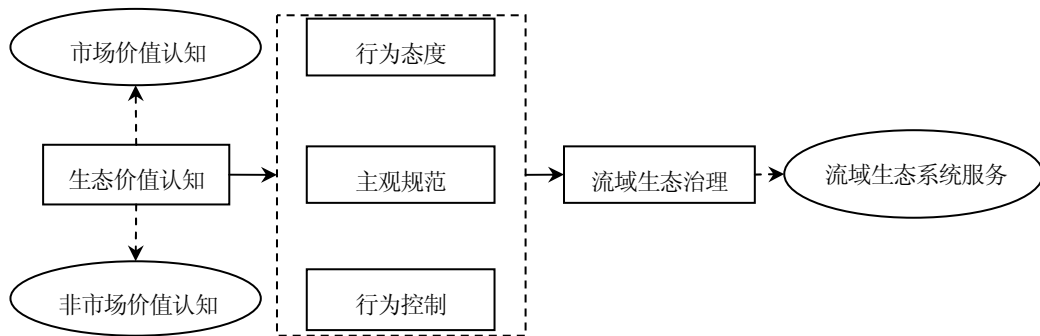 市场价值认知
行为态度
生态价值认知
主观规范
流域生态治理
流域生态系统服务
非市场价值认知
行为控制